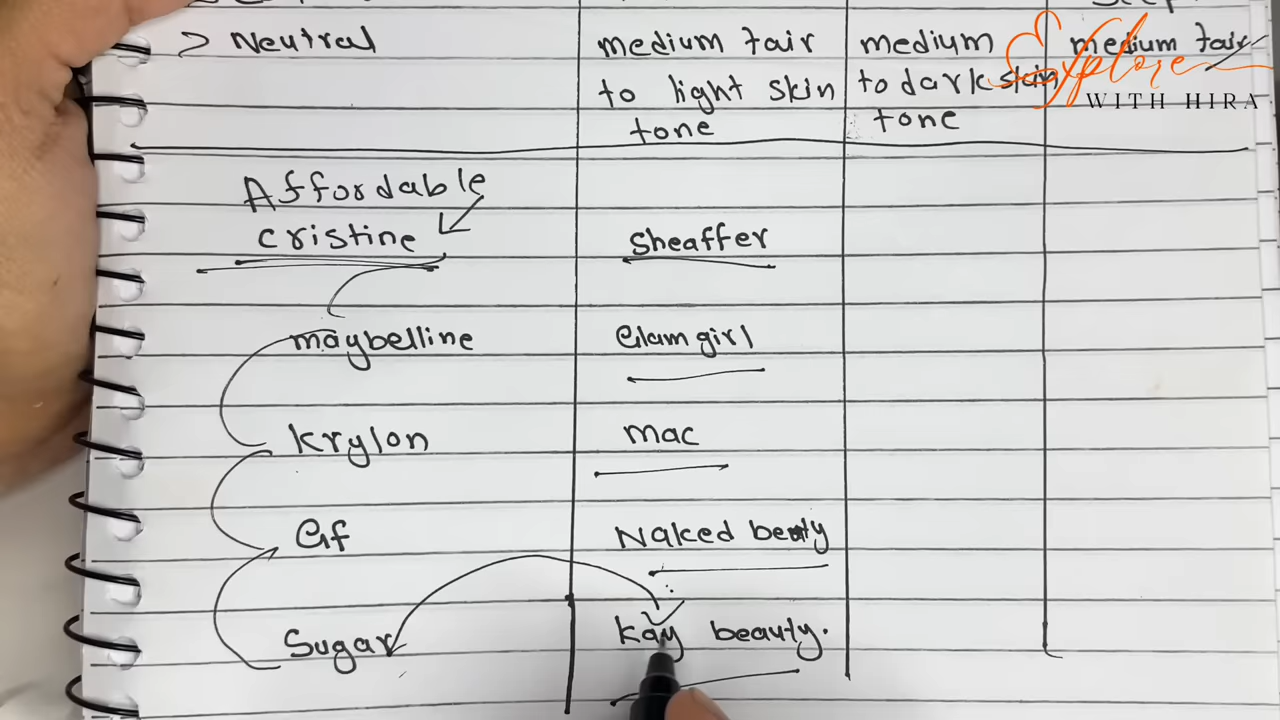 > Neutral
medium fair to light skin tone
medium to dark skin tone
medium fair
Explore
WITH HIRA
Affordable
cristine
Sheaffer
maybelline
Glam girl
Krylon
mac
Gf
Naked beauty
Sugar
Kay beauty.